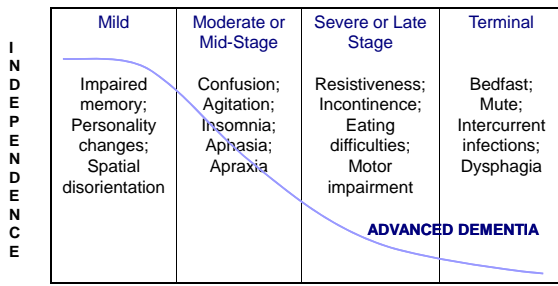 I
N
D
E
P
E
N
D
E
N
C
E
Mild
Impaired
memory;
Personality
changes;
Spatial
disorientation
Moderate or
Mid-Stage
Confusion;
Agitation;
Insomnia;
Aphasia;
Apraxia
Severe or Late
Stage
Resistiveness;
Incontinence;
Eating
difficulties;
Motor
impairment
Terminal
Bedfast;
Mute;
Intercurrent
infections;
Dysphagia
ADVANCED DEMENTIA